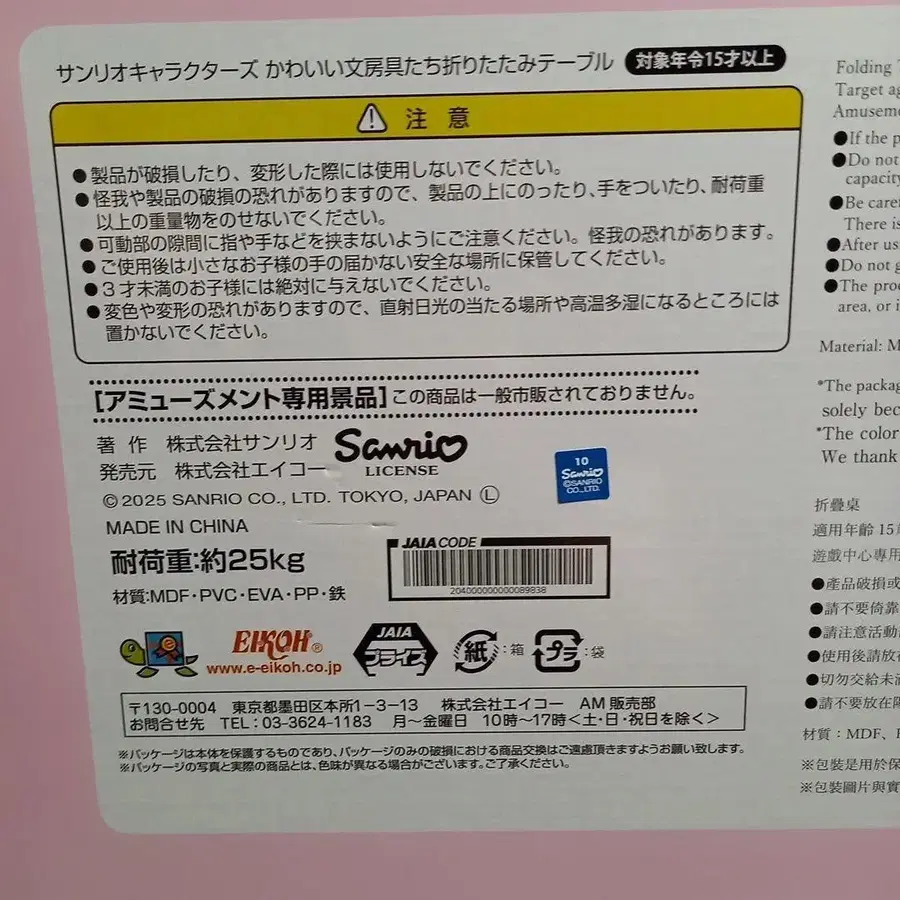 サンリオキャラクターズ かわいい文房具たち折りたたみテーブル 対象年令15才以上
注意
●製品が破損したり、変形した際には使用しないでください。
●怪我や製品の破損の恐れがありますので、製品の上にのったり、手をついたり、耐荷重
以上の重量物をのせないでください。
●可動部の隙間に指や手などを挟まないようにご注意ください。怪我の恐れがあります。
●ご使用後は小さなお子様の手の届かない安全な場所に保管してください。
●3才未満のお子様には絶対に与えないでください。
●変色や変形の恐れがありますので、直射日光の当たる場所や高温多湿になるところには
置かないでください。
【アミューズメント専用景品】この商品は一般市販されておりません。
著作 株式会社サンリオ
発売元 株式会社エイコー
Sanrio
LICENSE
10
Sanrio
©SANRIO
CO.,LTD.
©2025 SANRIO CO., LTD. TOKYO, JAPAN Ⓛ
MADE IN CHINA
耐荷重:約25kg
材質:MDF・PVC・EVA・PP・鉄
JAIA CODE
20400000000000089838
EIKOH®
www.e-eikoh.co.jp
JAIA
プライズ
紙:箱
プラ:袋
〒130-0004 東京都墨田区本所1-3-13 株式会社エイコー AM販売部
お問合せ先 TEL:03-3624-1183 月〜金曜日 10時〜17時<土・日・祝日を除く>
※パッケージは本体を保護するものであり、パッケージのみの破損における商品交換はご遠慮頂きますようお願い致します。
※パッケージの写真と実際の商品とは、色味が異なる場合がございます。ご了承ください。
Folding
Target
●If the
●Do not
capacity
●Be
There is
●After
●Do not
●The
area, or
Material:
*The
solely
*The color
We thank
折疊桌
適用年齡 15
遊戲中心專用
●產品破損或
●請不要倚靠
●請注意活動
●使用後請放在
●切勿交給未滿
●請不要放在
材質：MDF、
※包裝是用於保
※包裝圖片與實